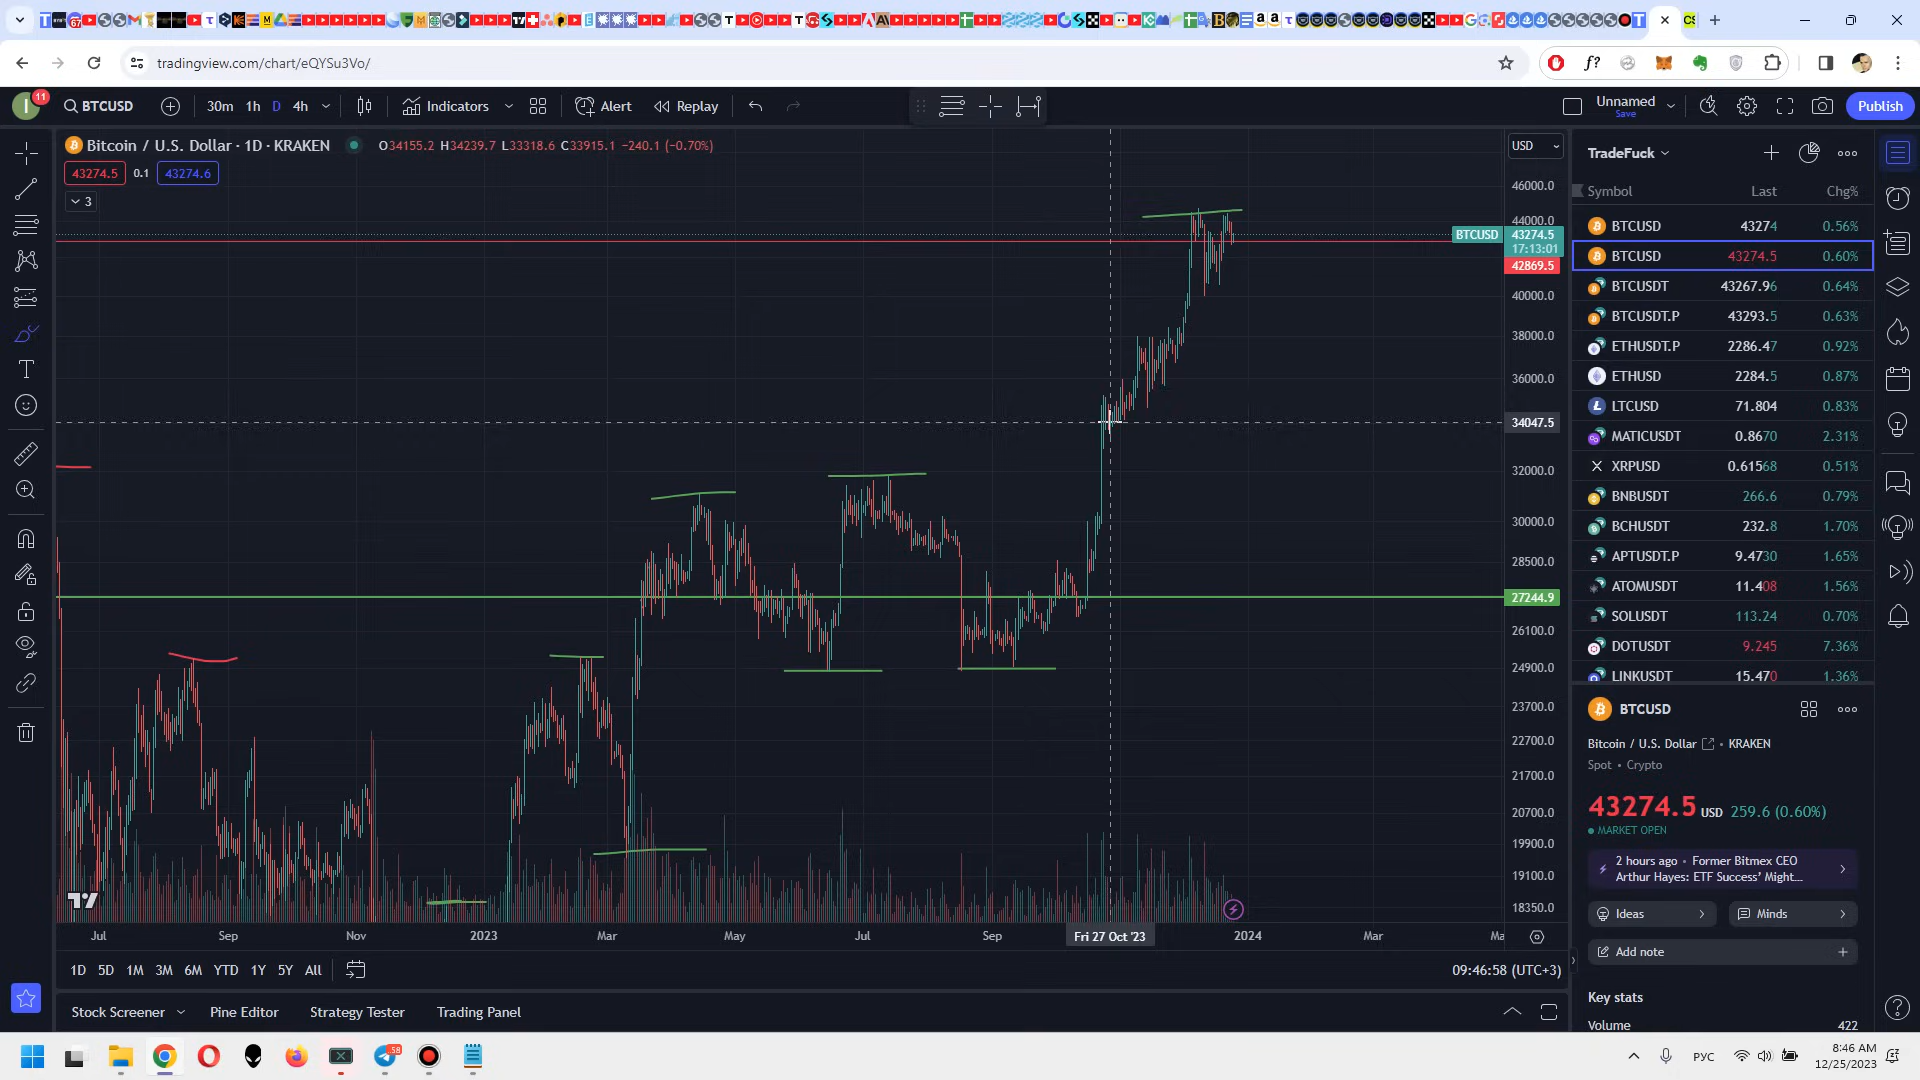 tradingview.com/chart/eQYSu3Vo/
11
BTCUSD
30m 1h D 4h
Indicators
Alert
Replay
Unnamed
Save
Publish
Bitcoin / U.S. Dollar · 1D · KRAKEN
O34155.2 H34239.7 L33318.6 C33915.1 −240.1 (−0.70%)
43274.5 0.1 43274.6
3
USD
46000.0
44000.0
BTCUSD 43274.5
17:13:01
42869.5
40000.0
38000.0
36000.0
34047.5
32000.0
30000.0
28500.0
27244.9
26100.0
24900.0
23700.0
22700.0
21700.0
20700.0
19900.0
19100.0
18350.0
Jul Sep Nov 2023 Mar May Jul Sep Fri 27 Oct '23 2024 Mar Ma
1D 5D 1M 3M 6M YTD 1Y 5Y All
09:46:58 (UTC+3)
Stock Screener Pine Editor Strategy Tester Trading Panel
TradeFuck
Symbol Last Chg%
BTCUSD 43274 0.56%
BTCUSD 43274.5 0.60%
BTCUSDT 43267.96 0.64%
BTCUSDT.P 43293.5 0.63%
ETHUSDT.P 2286.47 0.92%
ETHUSD 2284.5 0.87%
LTCUSD 71.804 0.83%
MATICUSDT 0.8670 2.31%
XRPUSD 0.61568 0.51%
BNBUSDT 266.6 0.79%
BCHUSDT 232.8 1.70%
APTUSDT.P 9.4730 1.65%
ATOMUSDT 11.408 1.56%
SOLUSDT 113.24 0.70%
DOTUSDT 9.245 7.36%
LINKUSDT 15.470 1.36%
BTCUSD
Bitcoin / U.S. Dollar • KRAKEN
Spot • Crypto
43274.5 USD 259.6 (0.60%)
MARKET OPEN
2 hours ago • Former Bitmex CEO
Arthur Hayes: ETF Success’ Might...
Ideas
Minds
Add note
Key stats
Volume 422
58
РУС
8:46 AM
12/25/2023